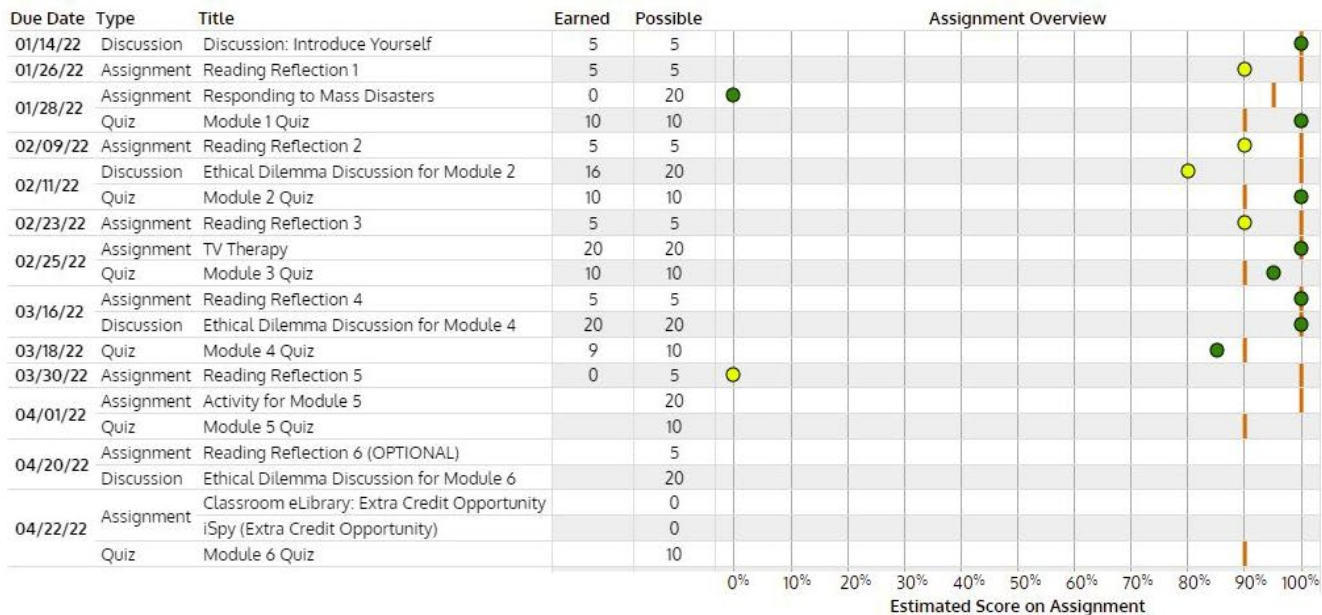 Due Date Type Title Earned Possible Assignment Overview
01/14/22 Discussion Discussion: Introduce Yourself 5 5
01/26/22 Assignment Reading Reflection 1 5 5
01/28/22 Assignment Responding to Mass Disasters 0 20
Quiz Module 1 Quiz 10 10
02/09/22 Assignment Reading Reflection 2 5 5
02/11/22 Discussion Ethical Dilemma Discussion for Module 2 16 20
Quiz Module 2 Quiz 10 10
02/23/22 Assignment Reading Reflection 3 5 5
02/25/22 Assignment TV Therapy 20 20
Quiz Module 3 Quiz 10 10
03/16/22 Assignment Reading Reflection 4 5 5
Discussion Ethical Dilemma Discussion for Module 4 20 20
03/18/22 Quiz Module 4 Quiz 9 10
03/30/22 Assignment Reading Reflection 5 0 5
04/01/22 Assignment Activity for Module 5 20
Quiz Module 5 Quiz 10
04/20/22 Assignment Reading Reflection 6 (OPTIONAL) 5
Discussion Ethical Dilemma Discussion for Module 6 20
04/22/22 Assignment Classroom eLibrary: Extra Credit Opportunity 0
iSpy (Extra Credit Opportunity) 0
Quiz Module 6 Quiz 10
0% 10% 20% 30% 40% 50% 60% 70% 80% 90% 100%
Estimated Score on Assignment